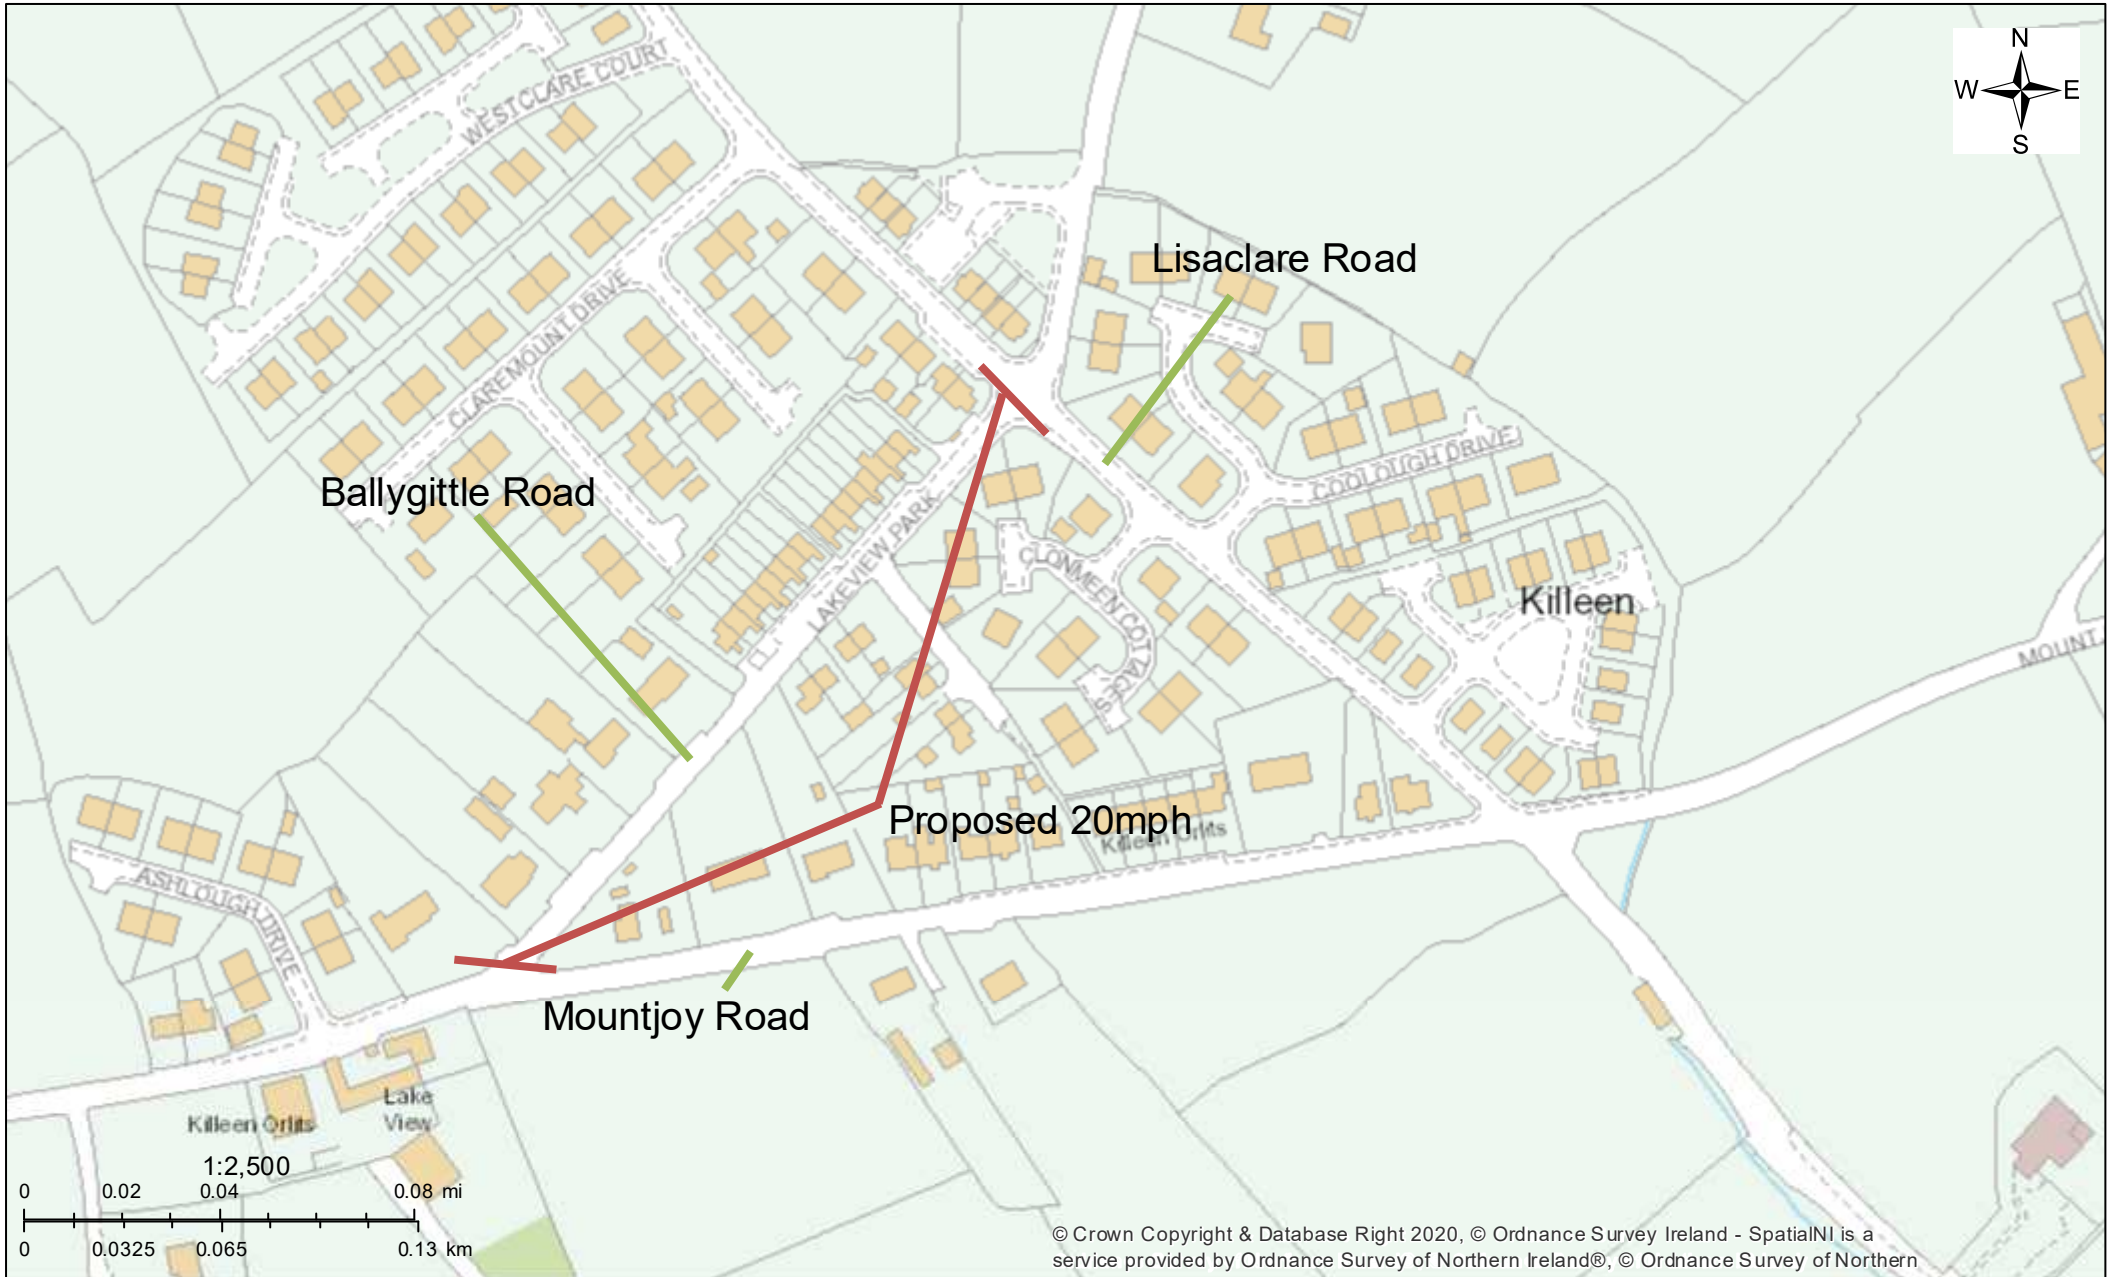 N
W E
S
WESTCLARE COURT
Lisaclare Road
CLAREMOUNT DRIVE
COOLOUGH DRIVE
Ballygittle Road
LAKEVIEW PARK
CLONMEEN COTTAGES
Killeen
MOUNT
Proposed 20mph
Killeen Orlits
ASHLOUGH DRIVE
Mountjoy Road
Lake
View
Killeen Orlits
1:2,500
0 0.02 0.04 0.08 mi
0 0.0325 0.065 0.13 km
© Crown Copyright & Database Right 2020, © Ordnance Survey Ireland - SpatialNI is a
service provided by Ordnance Survey of Northern Ireland®, © Ordnance Survey of Northern